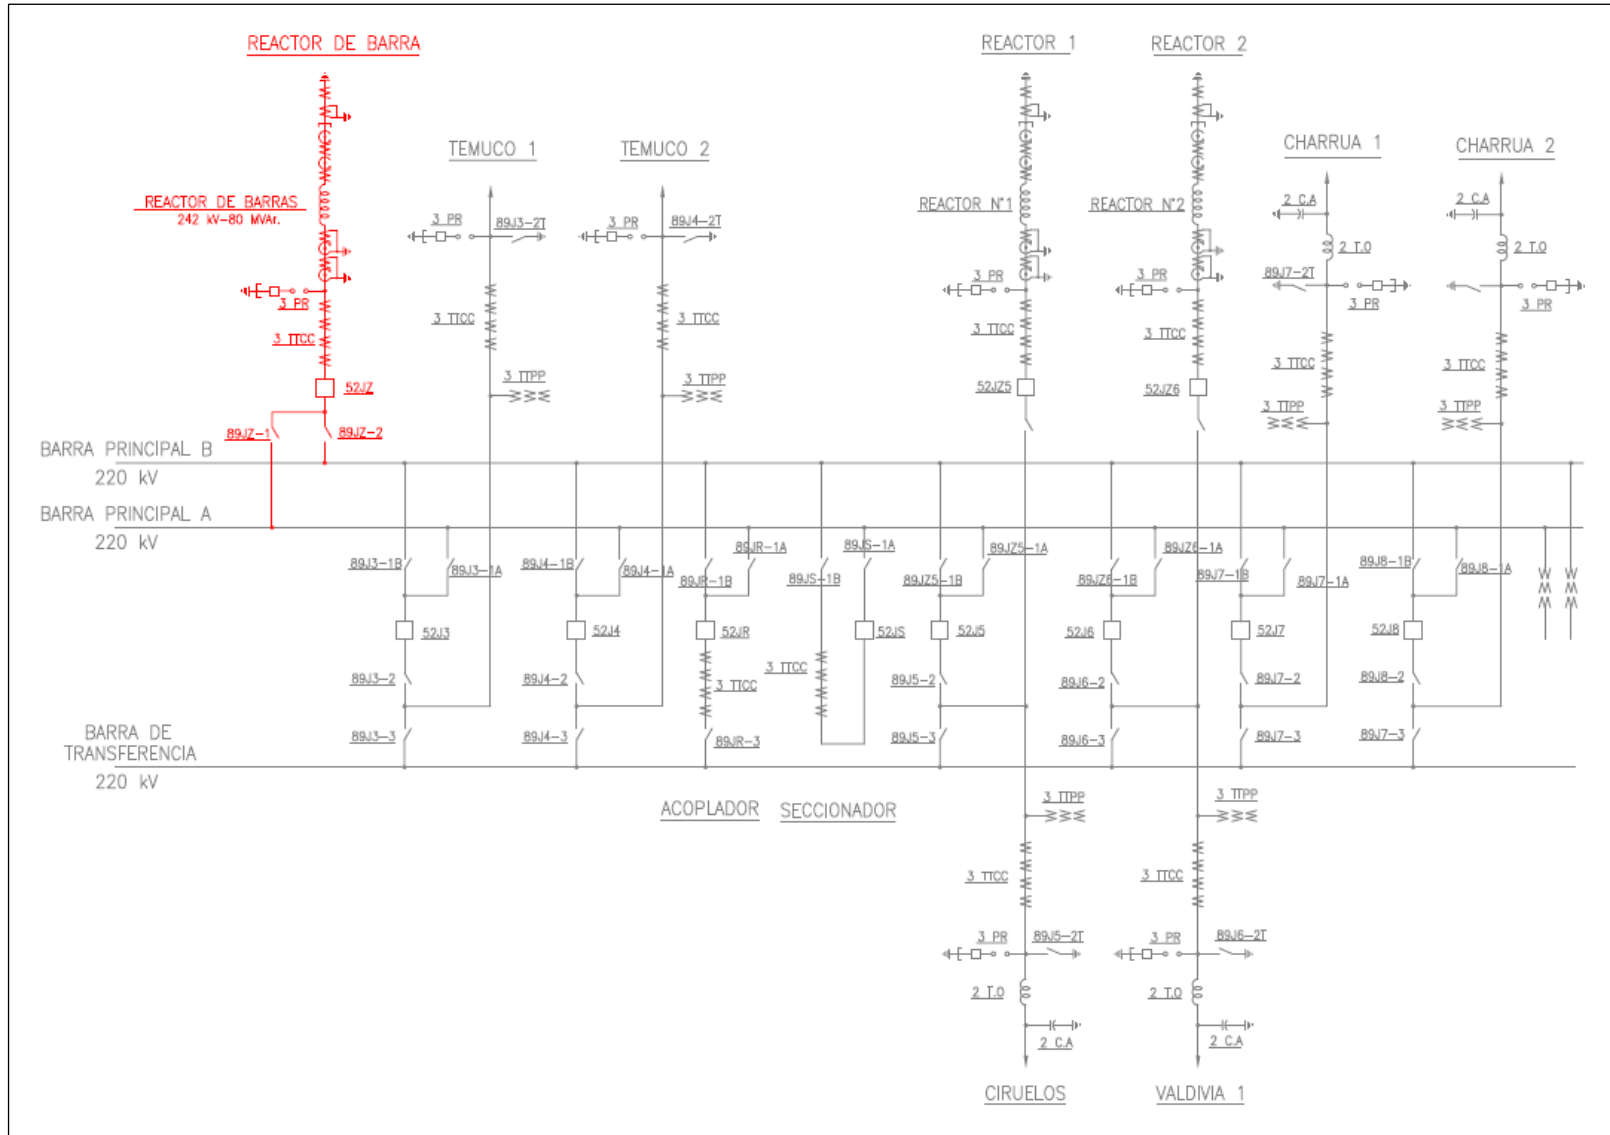 REACTOR DE BARRA
REACTOR 1
REACTOR 2
TEMUCO 1
TEMUCO 2
CHARRUA 1
CHARRUA 2
REACTOR DE BARRAS
242 kV-80 MVAr.
REACTOR N°1
REACTOR N°2
2 C.A
2 C.A
3 PR
89J3-2T
3 PR
89J4-2T
2 T.O
2 T.O
3 PR
3 PR
3 PR
89J7-2T
3 PR
3 PR
3 TTCC
3 TTCC
3 TTCC
3 TTCC
3 TTCC
3 TTCC
3 TTCC
3 TTPP
3 TTPP
52JZ
52JZ5
52JZ6
3 TTPP
3 TTPP
89JZ-1
89JZ-2
BARRA PRINCIPAL B
220 kV
BARRA PRINCIPAL A
220 kV
89J3-1B
89J3-1A
89J4-1B
89J4-1A
89JR-1A
89JR-1B
89JS-1A
89JS-1B
89JZ5-1A
89JZ5-1B
89JZ6-1A
89JZ6-1B
89J7-1B
89J7-1A
89J8-1B
89J8-1A
52J3
52J4
52JR
52JS
52J5
52J6
52J7
52J8
89J3-2
89J4-2
3 TTCC
3 TTCC
89J5-2
89J6-2
89J7-2
89J8-2
BARRA DE
TRANSFERENCIA
220 kV
89J3-3
89J4-3
89JR-3
89J5-3
89J6-3
89J7-3
89J7-3
ACOPLADOR
SECCIONADOR
3 TTPP
3 TTPP
3 TTCC
3 TTCC
3 PR
89J5-2T
3 PR
89J6-2T
2 T.O
2 T.O
2 C.A
2 C.A
CIRUELOS
VALDIVIA 1